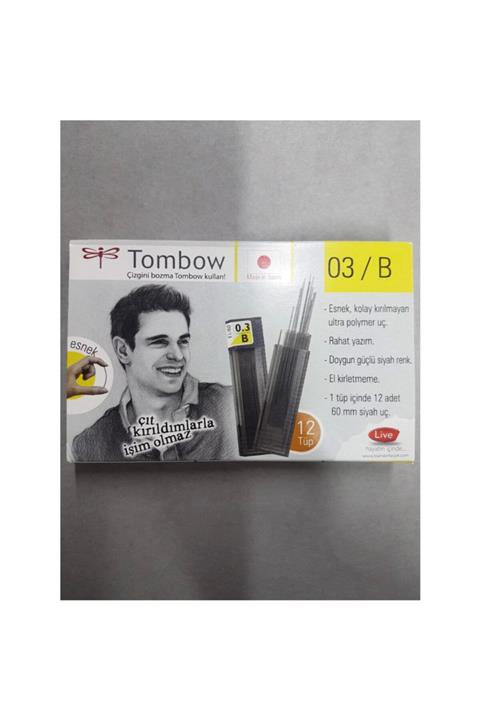 Tombow
Çizgini bozma Tombow kullan!
Made in Japan
03 / B
- Esnek, kolay kırılmayan
ultra polymer uç.
- Rahat yazım.
- Doygun güçlü siyah renk.
- El kirletmeme.
- 1 tüp içinde 12 adet
60 mm siyah uç.
esnek
0.3
B
çıt
kırıldımlarla
işim olmaz
12
Tüp
Live
hayatın içinde...